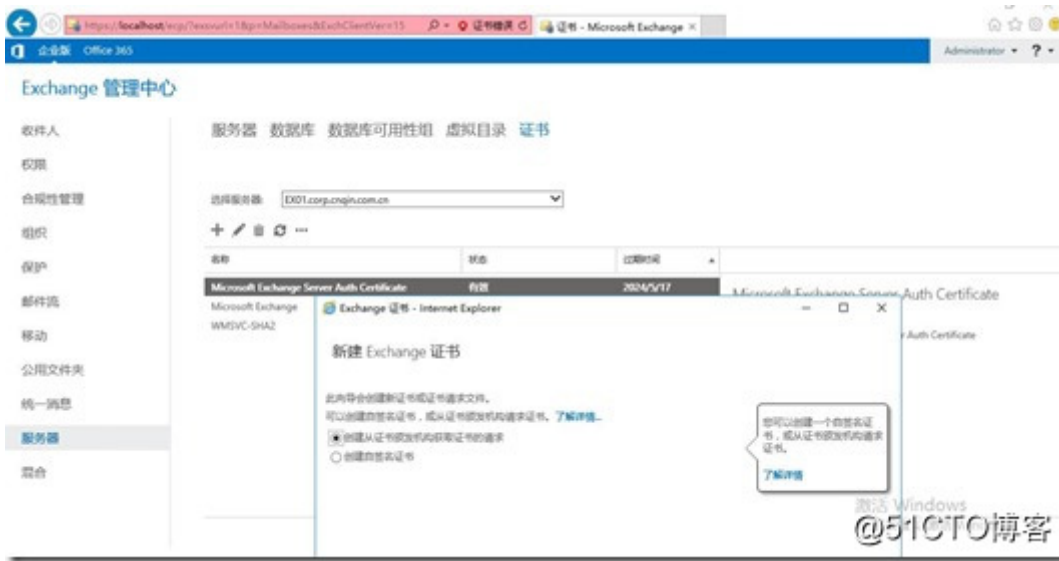 https://localhost/ecp/?exsvurl=1&p=Mailboxes&ExchClientVer=15 证书错误 证书 - Microsoft Exchange
企业版 Office 365 Administrator ?
Exchange 管理中心
收件人
权限
合规性管理
组织
保护
邮件流
移动
公用文件夹
统一消息
服务器
混合
服务器 数据库 数据库可用性组 虚拟目录 证书
选择服务器: EX01.corp.cnqin.com.cn
名称 状态 过期时间
Microsoft Exchange Server Auth Certificate 有效 2024/5/17
Microsoft Exchange
WMSVC-SHA2
Microsoft Exchange Server Auth Certificate
r Auth Certificate
Exchange 证书 - Internet Explorer
新建 Exchange 证书
此向导会创建新证书或证书请求文件。
可以创建自签名证书，或从证书颁发机构请求证书。了解详情...
创建从证书颁发机构获取证书的请求
创建自签名证书
您可以创建一个自签名证
书，或从证书颁发机构请求
证书。
了解详情
激活 Windows
@51CTO博客